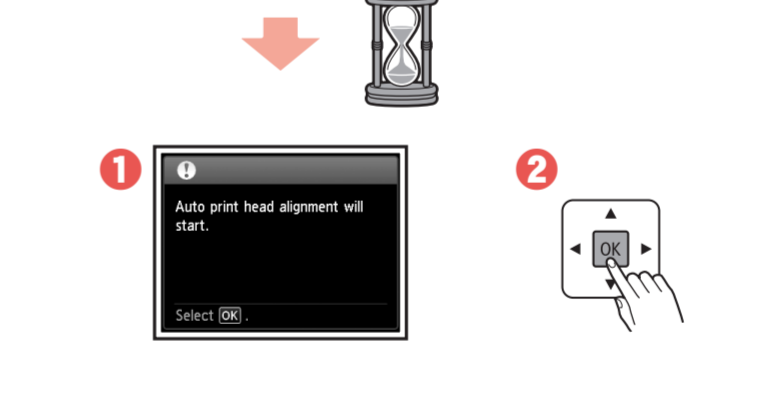 1
2
Auto print head alignment will
start.
Select OK .
OK